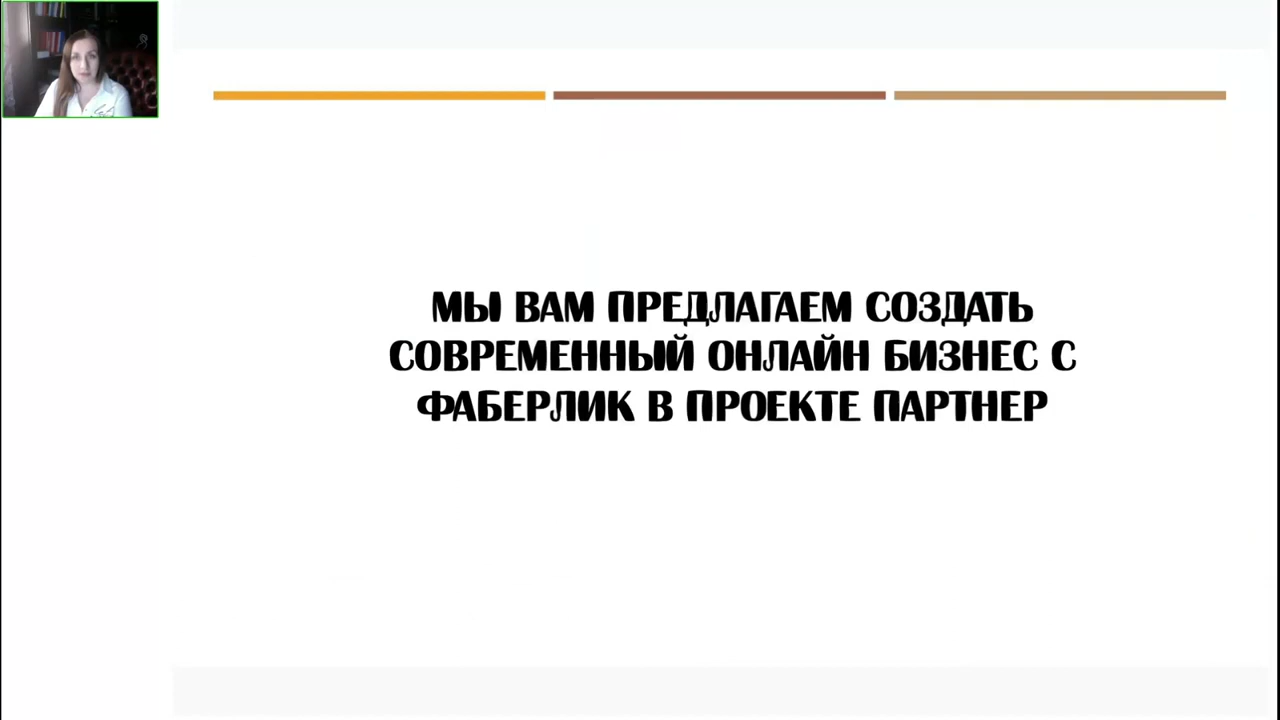 МЫ ВАМ ПРЕДЛАГАЕМ СОЗДАТЬ
СОВРЕМЕННЫЙ ОНЛАЙН БИЗНЕС С
ФАБЕРЛИК В ПРОЕКТЕ ПАРТНЕР